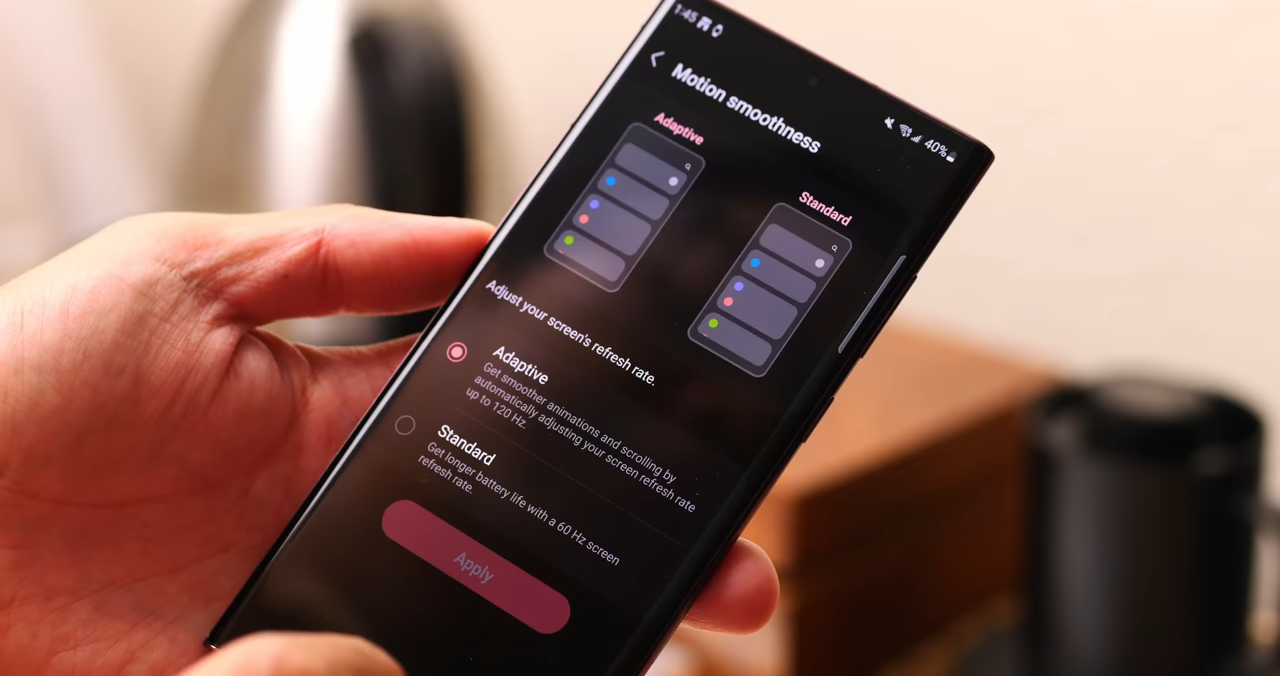 1:45
40%
Motion smoothness
Adaptive
Standard
Adjust your screen's refresh rate.
Adaptive
Get smoother animations and scrolling by
automatically adjusting your screen refresh rate
up to 120 Hz.
Standard
Get longer battery life with a 60 Hz screen
refresh rate.
Apply